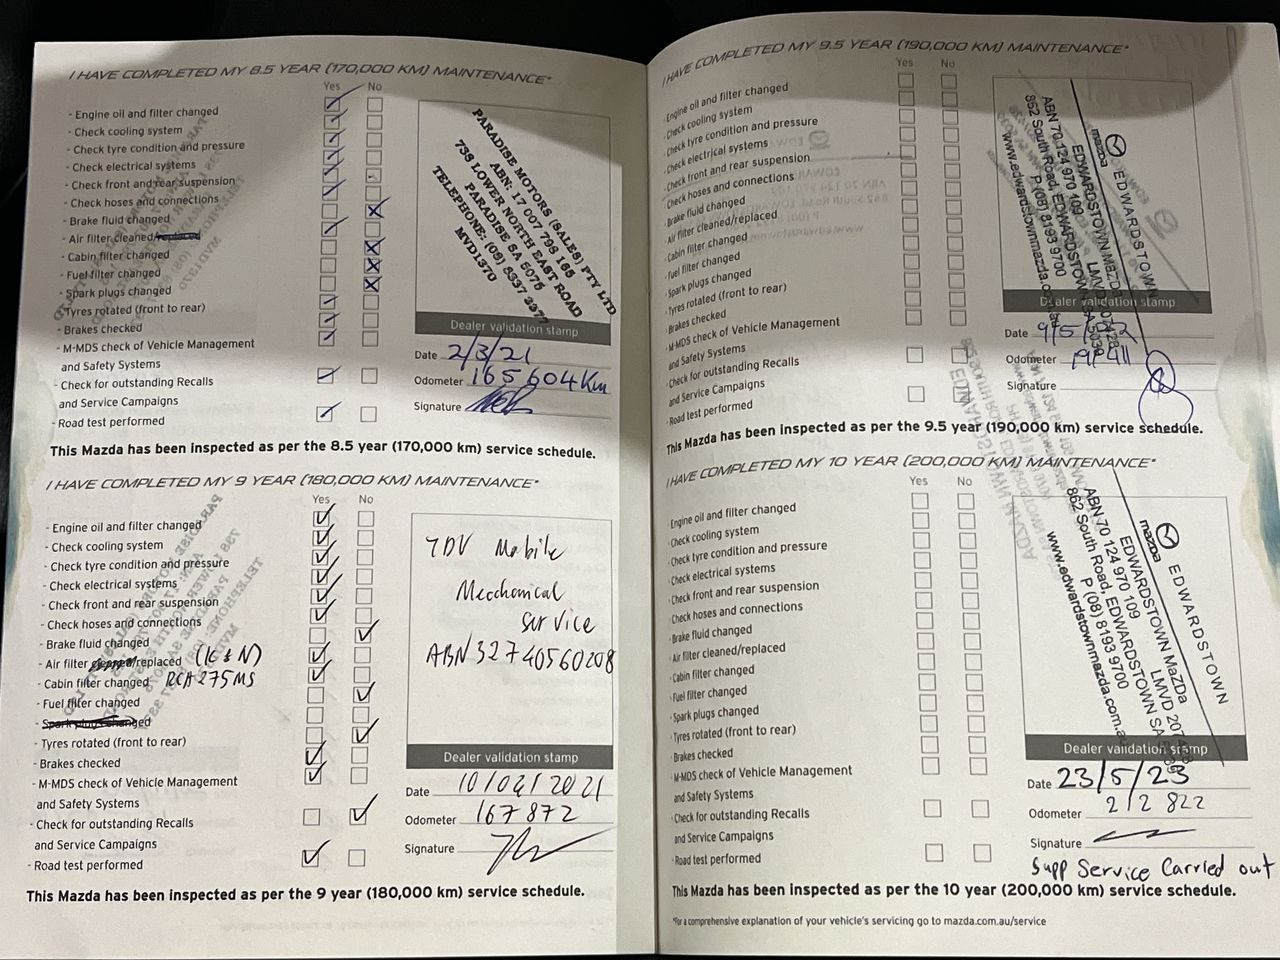 I HAVE COMPLETED MY 8.5 YEAR (170,000 KM) MAINTENANCE*
Yes No
- Engine oil and filter changed
- Check cooling system
- Check tyre condition and pressure
- Check electrical systems
- Check front and rear suspension
- Check hoses and connections
- Brake fluid changed
- Air filter cleaned/replaced
- Cabin filter changed
- Fuel filter changed
- Spark plugs changed
- Tyres rotated (front to rear)
- Brakes checked
- M-MDS check of Vehicle Management
and Safety Systems
- Check for outstanding Recalls
and Service Campaigns
- Road test performed
PARADISE MOTORS (SALES) PTY LTD
ABN: 17 007 798 165
738 LOWER NORTH EAST ROAD
PARADISE SA 5075
TELEPHONE: (08) 8337 3377
MVD1370
Dealer validation stamp
Date 2/3/21
Odometer 165604Km
Signature
This Mazda has been inspected as per the 8.5 year (170,000 km) service schedule.
I HAVE COMPLETED MY 9 YEAR (180,000 KM) MAINTENANCE*
Yes No
- Engine oil and filter changed
- Check cooling system
- Check tyre condition and pressure
- Check electrical systems
- Check front and rear suspension
- Check hoses and connections
- Brake fluid changed
- Air filter cleaned/replaced (K&N)
- Cabin filter changed RCA275MS
- Fuel filter changed
- Spark plugs changed
- Tyres rotated (front to rear)
- Brakes checked
- M-MDS check of Vehicle Management
and Safety Systems
- Check for outstanding Recalls
and Service Campaigns
- Road test performed
TDV Mobile
Mecchanical
Service
ABN 32740560208
Dealer validation stamp
Date 10/04/2021
Odometer 167872
Signature
This Mazda has been inspected as per the 9 year (180,000 km) service schedule.
I HAVE COMPLETED MY 9.5 YEAR (190,000 KM) MAINTENANCE*
Yes No
- Engine oil and filter changed
- Check cooling system
- Check tyre condition and pressure
- Check electrical systems
- Check front and rear suspension
- Check hoses and connections
- Brake fluid changed
- Air filter cleaned/replaced
- Cabin filter changed
- Fuel filter changed
- Spark plugs changed
- Tyres rotated (front to rear)
- Brakes checked
- M-MDS check of Vehicle Management
and Safety Systems
- Check for outstanding Recalls
and Service Campaigns
- Road test performed
EDWARDSTOWN
mazda
EDWARDSTOWN MAZDA
ABN 70 124 970 109
862 South Road, EDWARDSTOWN
P (08) 8193 9700
www.edwardstownmazda.co
Dealer validation stamp
Date 9/5/
Odometer
Signature
This Mazda has been inspected as per the 9.5 year (190,000 km) service schedule.
I HAVE COMPLETED MY 10 YEAR (200,000 KM) MAINTENANCE*
Yes No
- Engine oil and filter changed
- Check cooling system
- Check tyre condition and pressure
- Check electrical systems
- Check front and rear suspension
- Check hoses and connections
- Brake fluid changed
- Air filter cleaned/replaced
- Cabin filter changed
- Fuel filter changed
- Spark plugs changed
- Tyres rotated (front to rear)
- Brakes checked
- M-MDS check of Vehicle Management
and Safety Systems
- Check for outstanding Recalls
and Service Campaigns
- Road test performed
EDWARDSTOWN
mazda
EDWARDSTOWN MaZDa
LMVD
ABN 70 124 970 109
862 South Road, EDWARDSTOWN SA
P (08) 8193 9700
www.edwardstownmazda.com.au
Dealer validation stamp
Date 23/5/23
Odometer 212822
Signature
Supp Service Carried out
This Mazda has been inspected as per the 10 year (200,000 km) service schedule.
*For a comprehensive explanation of your vehicle's servicing go to mazda.com.au/service